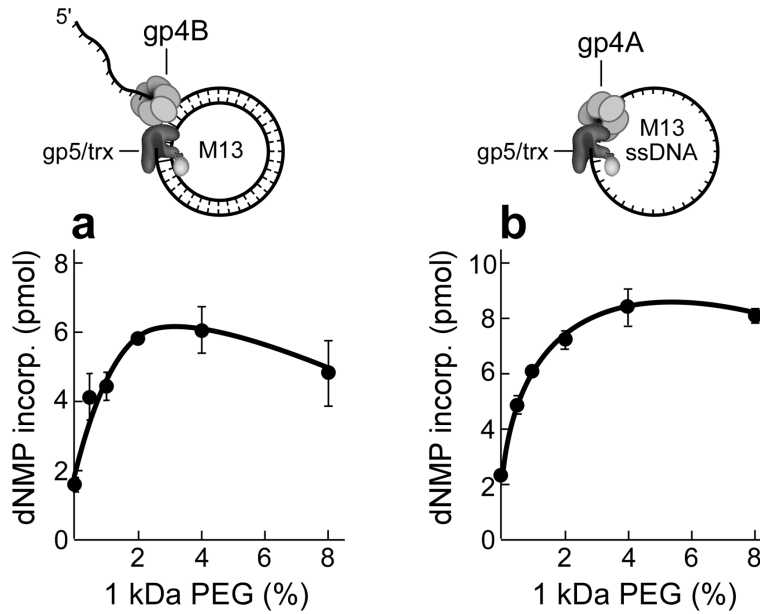 5'
gp4B
gp5/trx
M13
gp4A
gp5/trx
M13
ssDNA
a
dNMP incorp. (pmol)
8
6
4
2
0
2
4
6
8
1 kDa PEG (%)
b
dNMP incorp. (pmol)
10
8
6
4
2
0
2
4
6
8
1 kDa PEG (%)